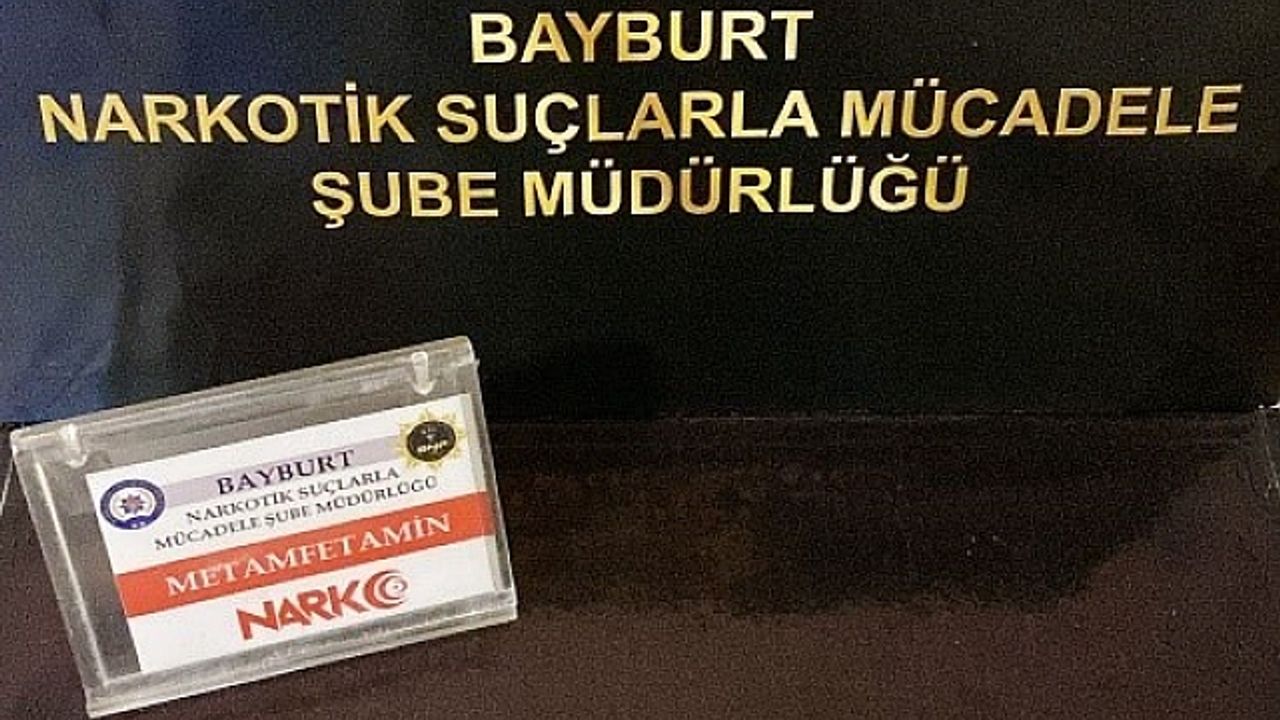 BAYBURT
NARKOTİK SUÇLARLA MÜCADELE
ŞUBE MÜDÜRLÜĞÜ
BAYBURT
NARKOTİK SUÇLARLA
MÜCADELE ŞUBE MÜDÜRLÜĞÜ
METAMFETAMİN
NARKO